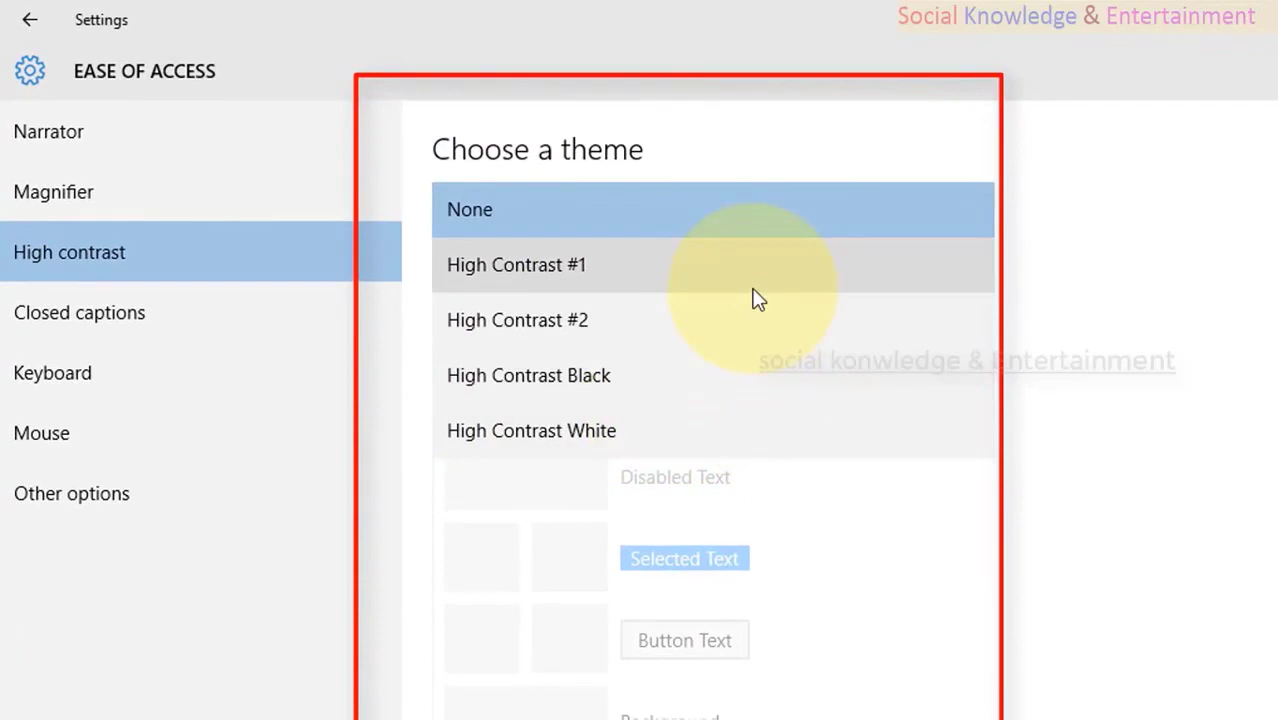 Settings
Social Knowledge & Entertainment
EASE OF ACCESS
Narrator
Magnifier
High contrast
Closed captions
Keyboard
Mouse
Other options
Choose a theme
None
High Contrast #1
High Contrast #2
High Contrast Black
High Contrast White
social konwledge & Entertainment
Disabled Text
Selected Text
Button Text